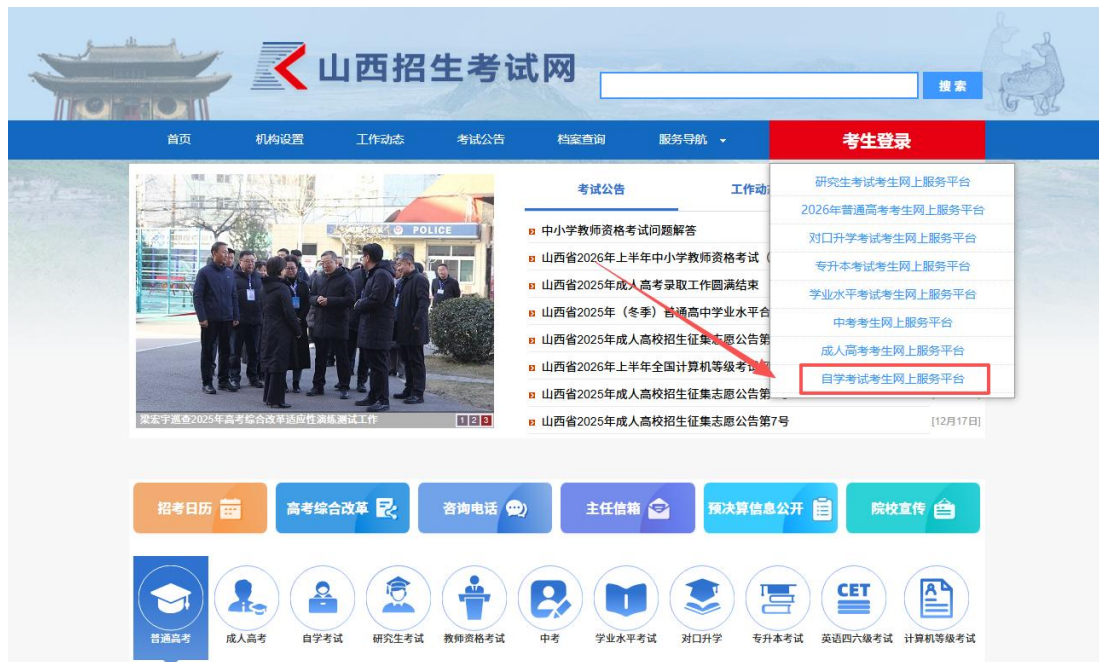 山西招生考试网
搜索
首页 机构设置 工作动态 考试公告 档案查询 服务导航 考生登录
研究生考试考生网上服务平台
2026年普通高考考生网上服务平台
对口升学考试考生网上服务平台
专升本考试考生网上服务平台
学业水平考试考生网上服务平台
中考考生网上服务平台
成人高考考生网上服务平台
自学考试考生网上服务平台
POLICE
梁宏宇巡查2025年高考综合改革适应性演练测试工作 1 2 3
考试公告 工作动
中小学教师资格考试问题解答
山西省2026年上半年中小学教师资格考试（
山西省2025年成人高考录取工作圆满结束
山西省2025年（冬季）普通高中学业水平合
山西省2025年成人高校招生征集志愿公告第
山西省2026年上半年全国计算机等级考试
山西省2025年成人高校招生征集志愿公告第
山西省2025年成人高校招生征集志愿公告第7号 [12月17日]
招考日历 高考综合改革 咨询电话 主任信箱 预决算信息公开 院校宣传
CET A
普通高考 成人高考 自学考试 研究生考试 教师资格考试 中考 学业水平考试 对口升学 专升本考试 英语四六级考试 计算机等级考试